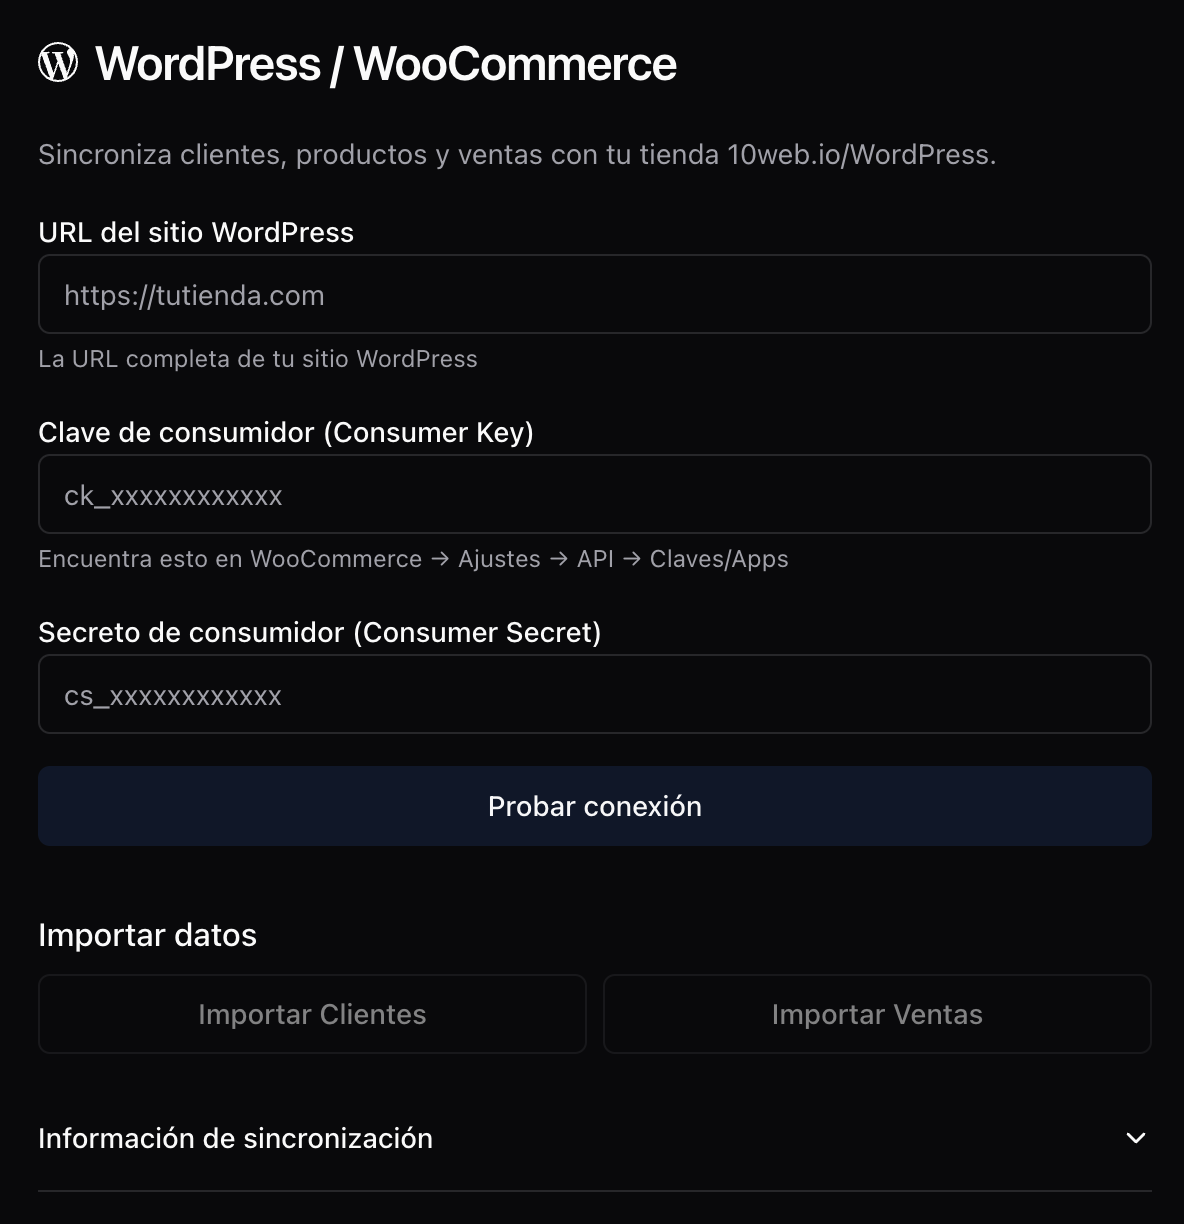 WordPress / WooCommerce
Sincroniza clientes, productos y ventas con tu tienda 10web.io/WordPress.
URL del sitio WordPress
https://tutienda.com
La URL completa de tu sitio WordPress
Clave de consumidor (Consumer Key)
ck_xxxxxxxxxxxx
Encuentra esto en WooCommerce → Ajustes → API → Claves/Apps
Secreto de consumidor (Consumer Secret)
cs_xxxxxxxxxxxx
Probar conexión
Importar datos
Importar Clientes
Importar Ventas
Información de sincronización